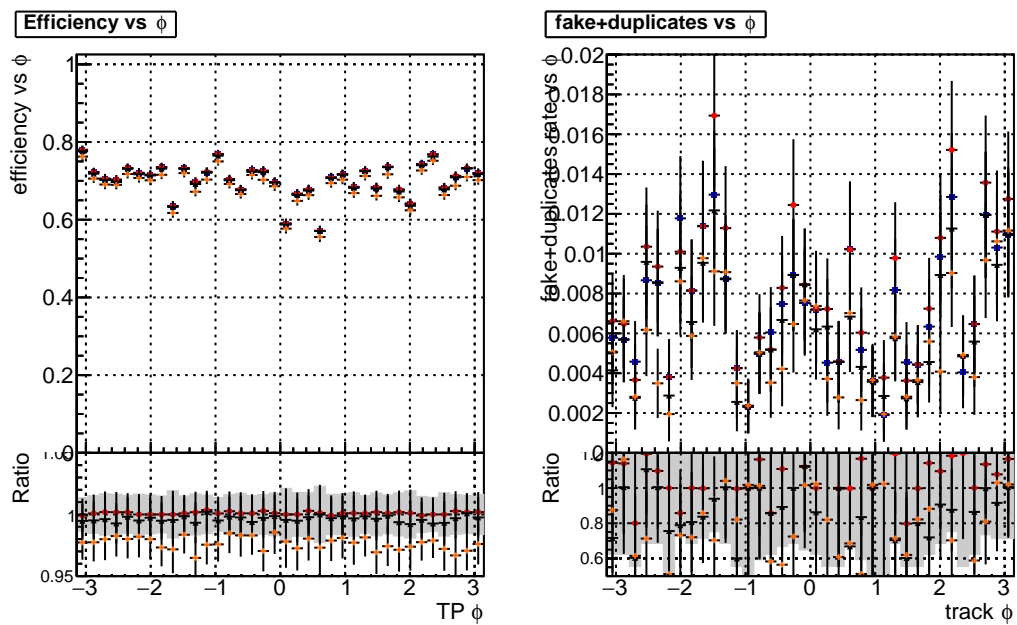 Efficiency vs ϕ
efficiency vs ϕ
1
0.8
0.6
0.4
0.2
0
Ratio
1.05
1
0.95
−3 −2 −1 0 1 2 3
TP ϕ
fake+duplicates vs ϕ
fake+duplicates rate vs ϕ
0.02
0.018
0.016
0.014
0.012
0.01
0.008
0.006
0.004
0.002
0
Ratio
1
0.8
0.6
−3 −2 −1 0 1 2 3
track ϕ